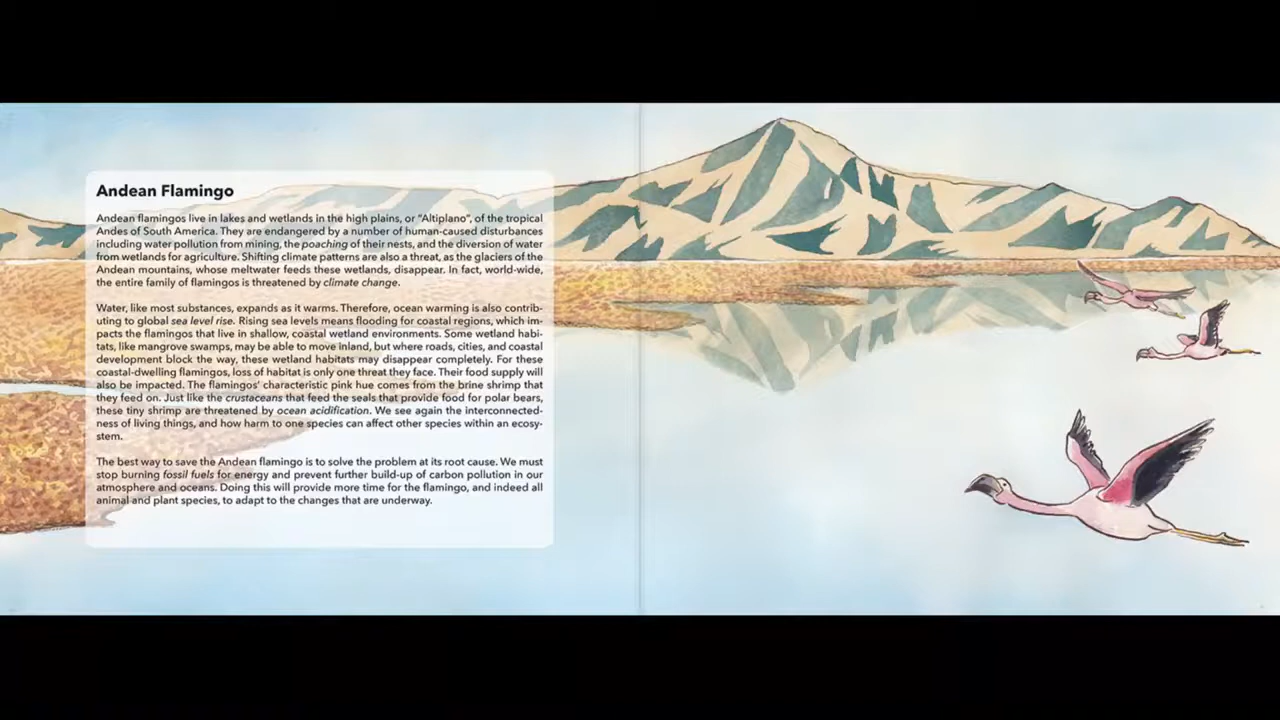 Andean Flamingo
Andean flamingos live in lakes and wetlands in the high plains, or "Altiplano", of the tropical
Andes of South America. They are endangered by a number of human-caused disturbances
including water pollution from mining, the poaching of their nests, and the diversion of water
from wetlands for agriculture. Shifting climate patterns are also a threat, as the glaciers of the
Andean mountains, whose meltwater feeds these wetlands, disappear. In fact, world-wide,
the entire family of flamingos is threatened by climate change.
Water, like most substances, expands as it warms. Therefore, ocean warming is also contrib-
uting to global sea level rise. Rising sea levels means flooding for coastal regions, which im-
pacts the flamingos that live in shallow, coastal wetland environments. Some wetland habi-
tats, like mangrove swamps, may be able to move inland, but where roads, cities, and coastal
development block the way, these wetland habitats may disappear completely. For these
coastal-dwelling flamingos, loss of habitat is only one threat they face. Their food supply will
also be impacted. The flamingos' characteristic pink hue comes from the brine shrimp that
they feed on. Just like the crustaceans that feed the seals that provide food for polar bears,
these tiny shrimp are threatened by ocean acidification. We see again the interconnected-
ness of living things, and how harm to one species can affect other species within an ecosy-
stem.
The best way to save the Andean flamingo is to solve the problem at its root cause. We must
stop burning fossil fuels for energy and prevent further build-up of carbon pollution in our
atmosphere and oceans. Doing this will provide more time for the flamingo, and indeed all
animal and plant species, to adapt to the changes that are underway.